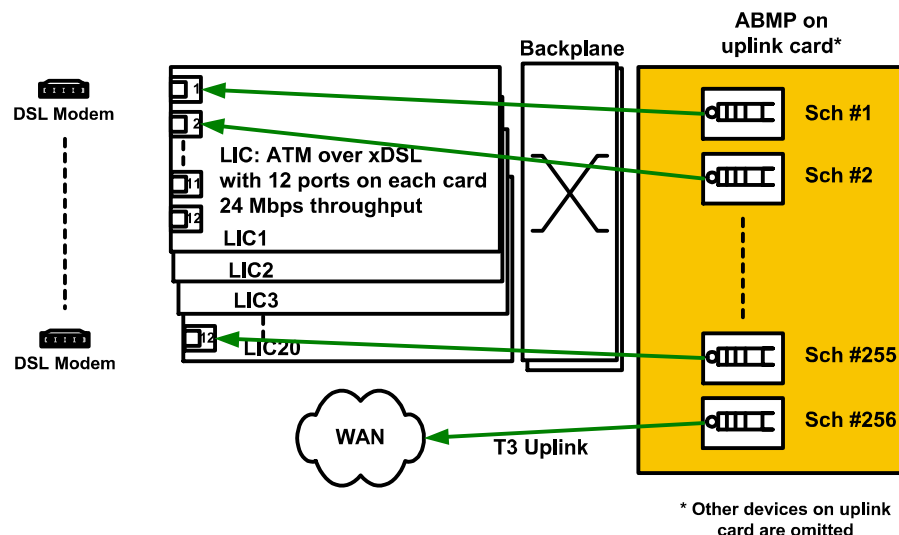 ABMP on
uplink card*
Backplane
DSL Modem
1
2
11
12
LIC: ATM over xDSL
with 12 ports on each card
24 Mbps throughput
LIC1
LIC2
LIC3
12
LIC20
DSL Modem
Sch #1
Sch #2
Sch #255
Sch #256
WAN
T3 Uplink
* Other devices on uplink
card are omitted